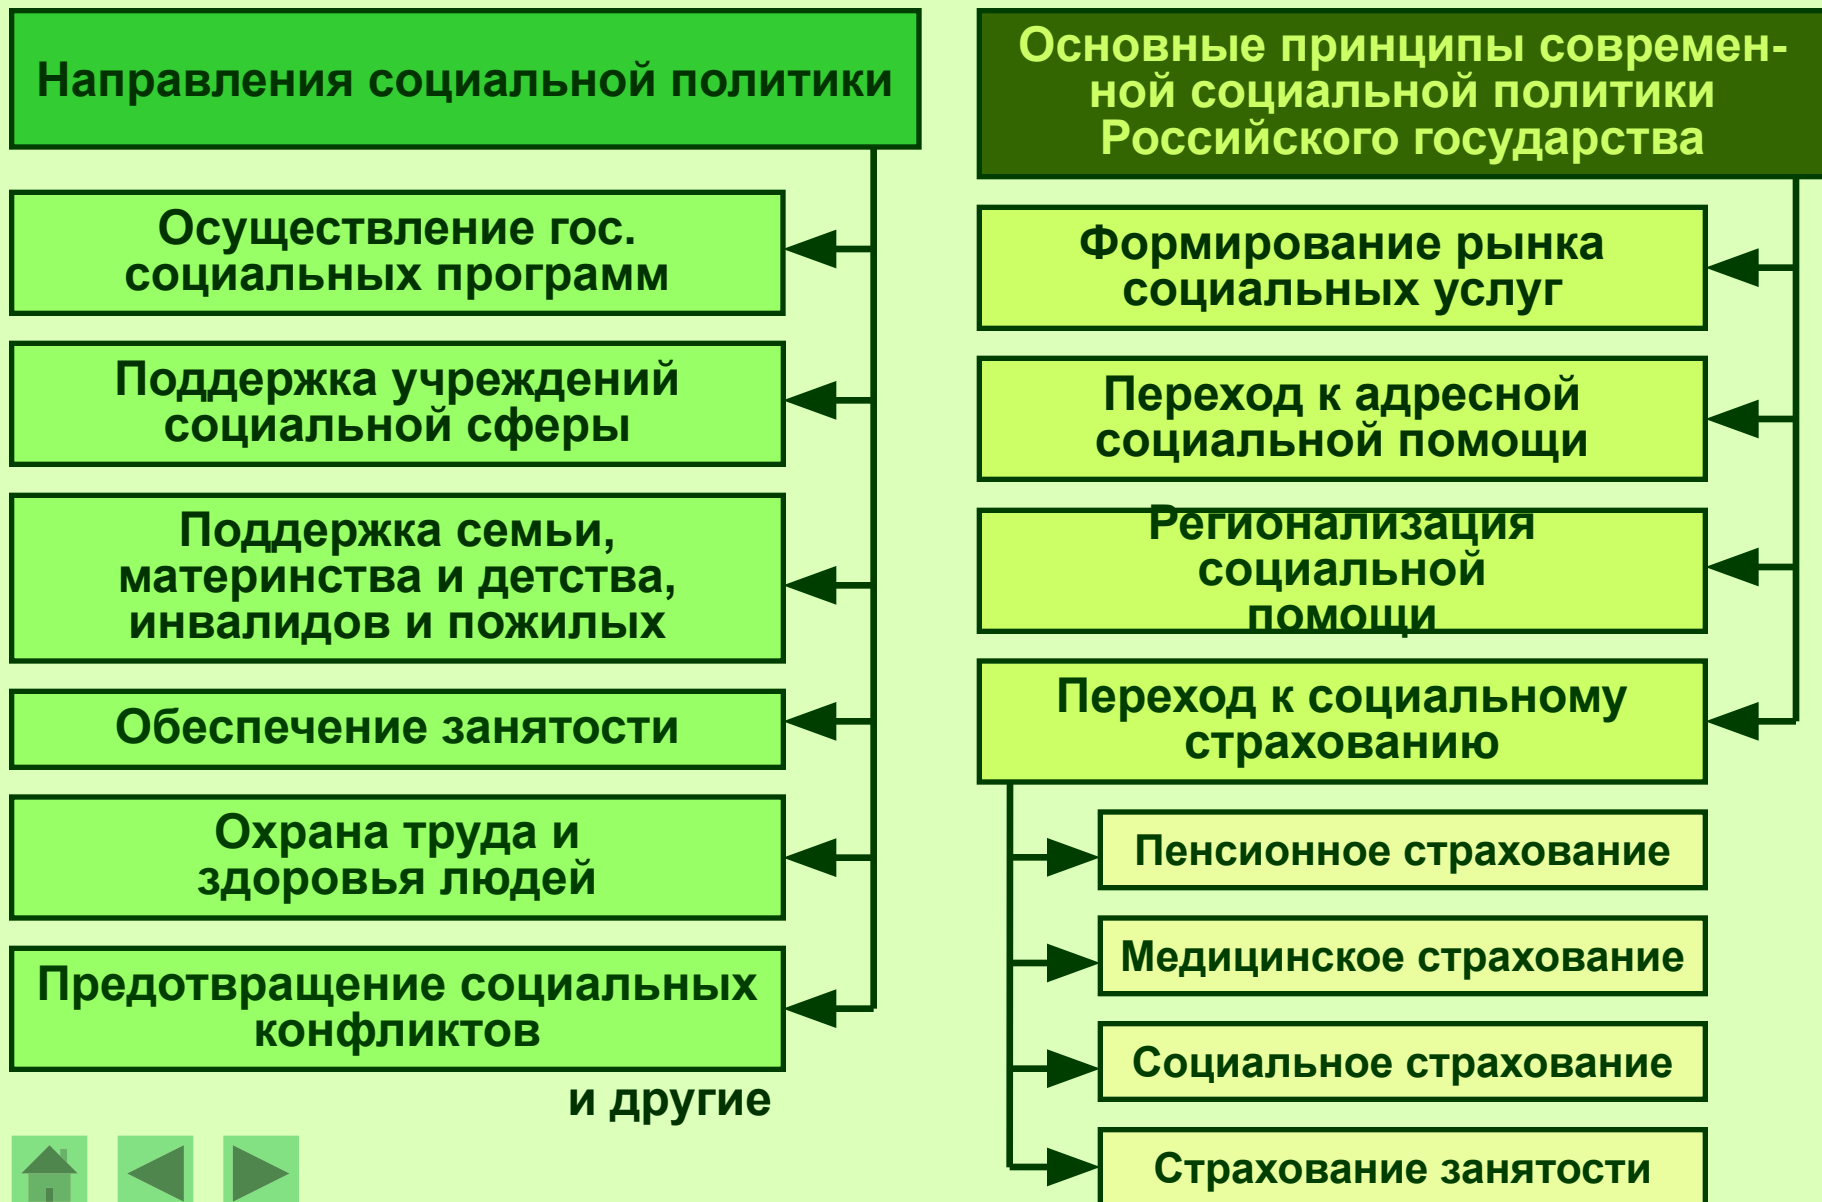 Направления социальной политики
Осуществление гос.
социальных программ
Поддержка учреждений
социальной сферы
Поддержка семьи,
материнства и детства,
инвалидов и пожилых
Обеспечение занятости
Охрана труда и
здоровья людей
Предотвращение социальных
конфликтов
и другие
Основные принципы современ-
ной социальной политики
Российского государства
Формирование рынка
социальных услуг
Переход к адресной
социальной помощи
Регионализация
социальной
помощи
Переход к социальному
страхованию
Пенсионное страхование
Медицинское страхование
Социальное страхование
Страхование занятости